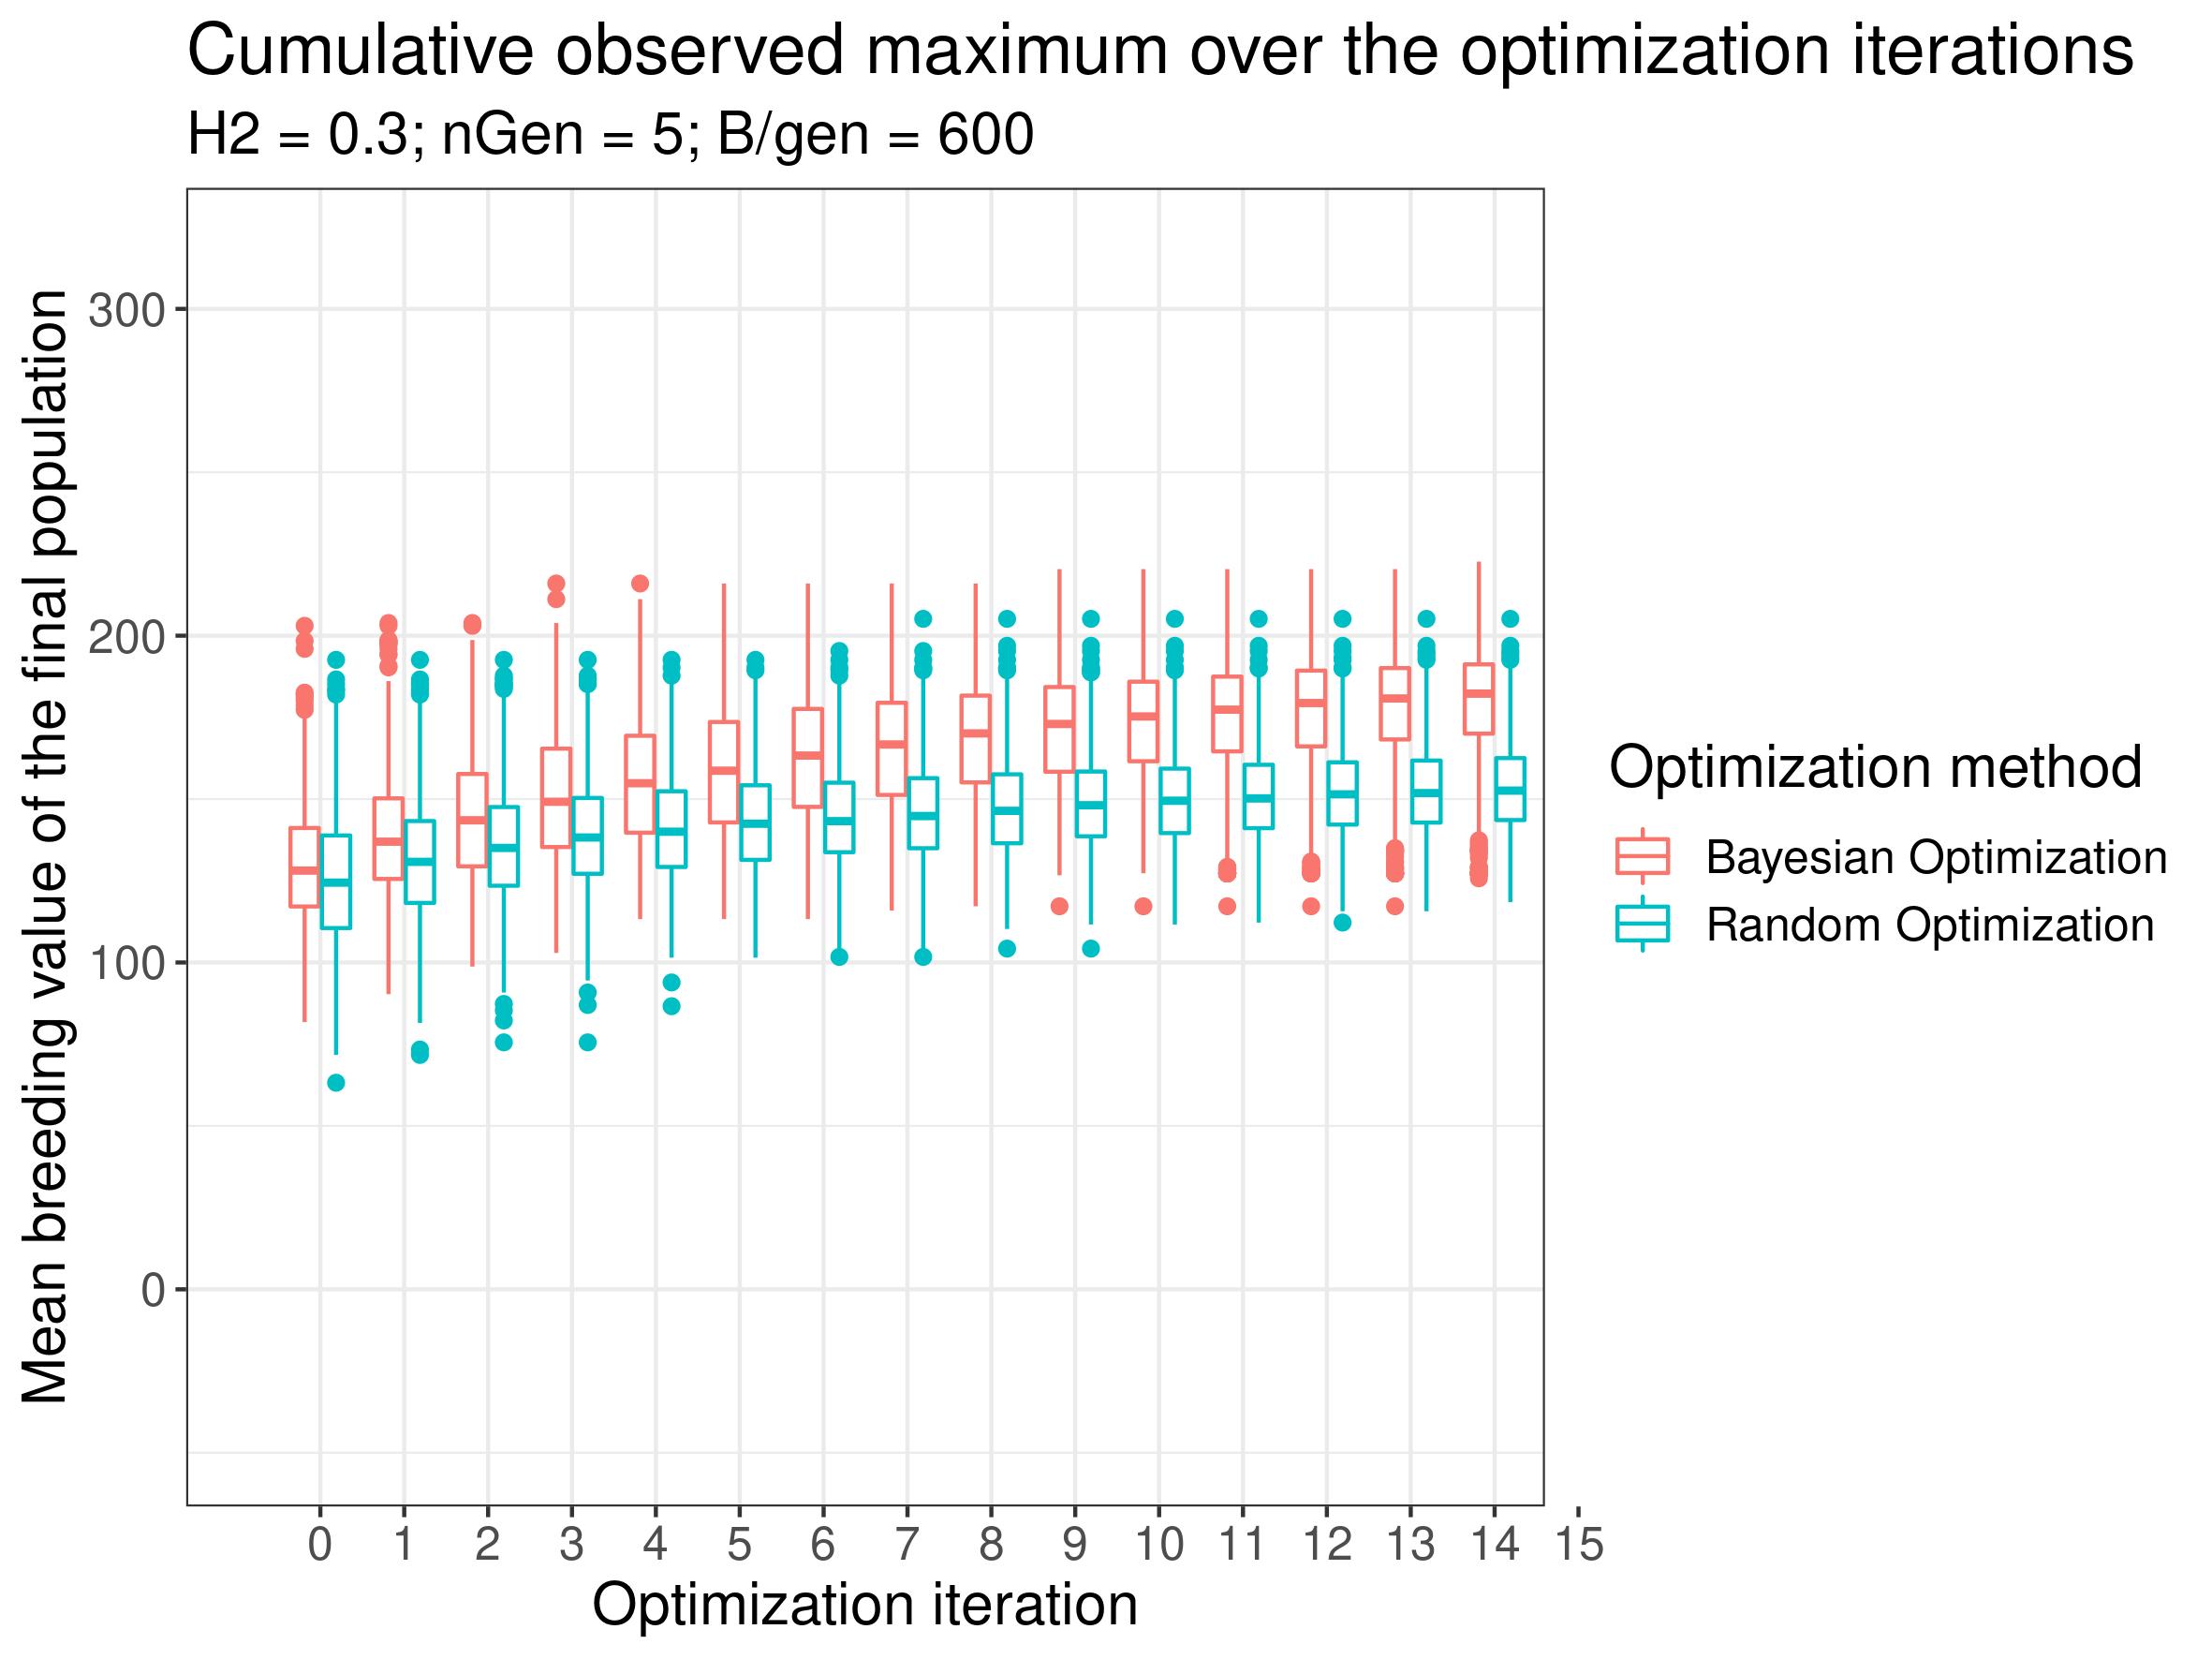 Cumulative observed maximum over the optimization iterations
H2 = 0.3; nGen = 5; B/gen = 600
Mean breeding value of the final population
300
200
100
0
0 1 2 3 4 5 6 7 8 9 10 11 12 13 14 15
Optimization iteration
Optimization method
Bayesian Optimization
Random Optimization